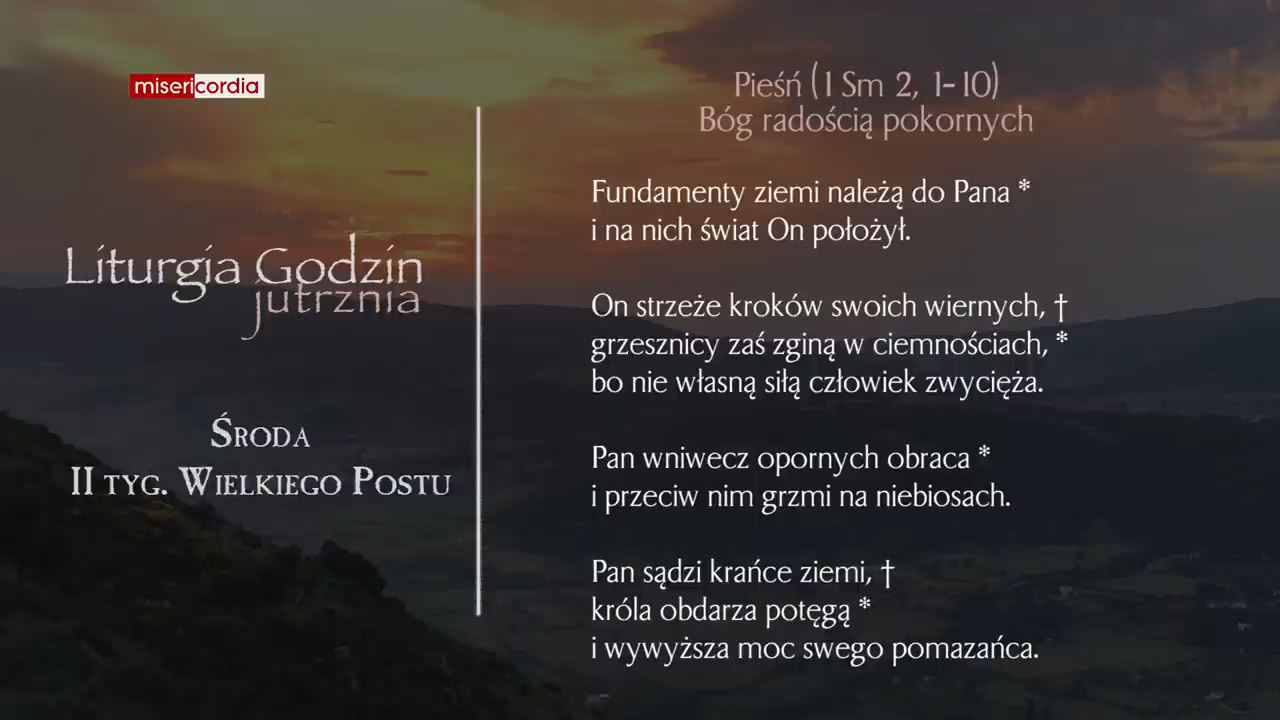 misericordia
Liturgia Godzin
jutrznia
Środa
II tyg. Wielkiego Postu
Pieśń (1 Sm 2, 1-10)
Bóg radością pokornych
Fundamenty ziemi należą do Pana *
i na nich świat On położył.
On strzeże kroków swoich wiernych, †
grzesznicy zaś zginą w ciemnościach, *
bo nie własną siłą człowiek zwycięża.
Pan wniwecz opornych obraca *
i przeciw nim grzmi na niebiosach.
Pan sądzi krańce ziemi, †
króla obdarza potęgą *
i wywyższa moc swego pomazańca.